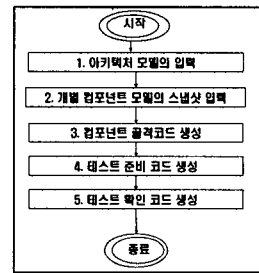 시작
1. 아키텍처 모델의 입력
2. 개별 컴포넌트 모델의 스냅샷 입력
3. 컴포넌트 골격코드 생성
4. 테스트 준비 코드 생성
5. 테스트 확인 코드 생성
종료